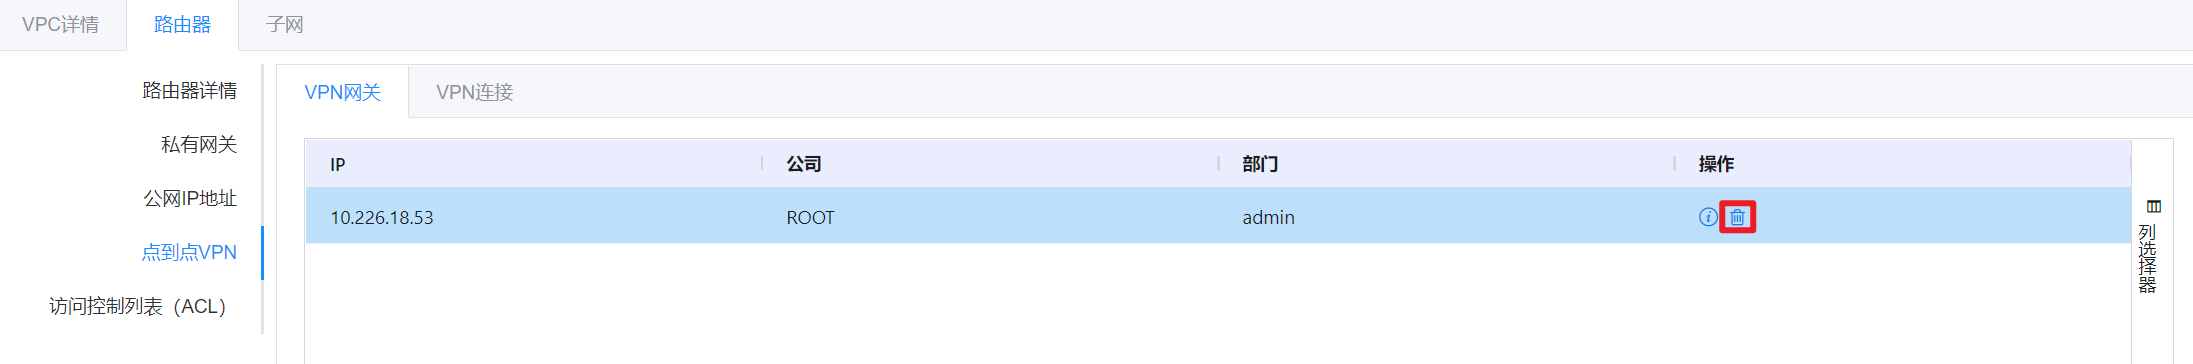 VPC详情 路由器 子网
路由器详情
私有网关
公网IP地址
点到点VPN
访问控制列表（ACL）
VPN网关 VPN连接
IP 公司 部门 操作
10.226.18.53 ROOT admin
列选择器